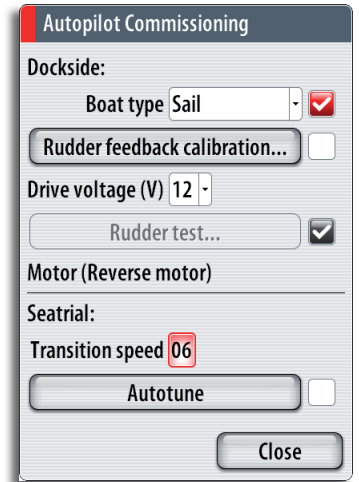 Autopilot Commissioning
Dockside:
Boat type Sail
Rudder feedback calibration...
Drive voltage (V) 12
Rudder test...
Motor (Reverse motor)
Seatrial:
Transition speed 06
Autotune
Close